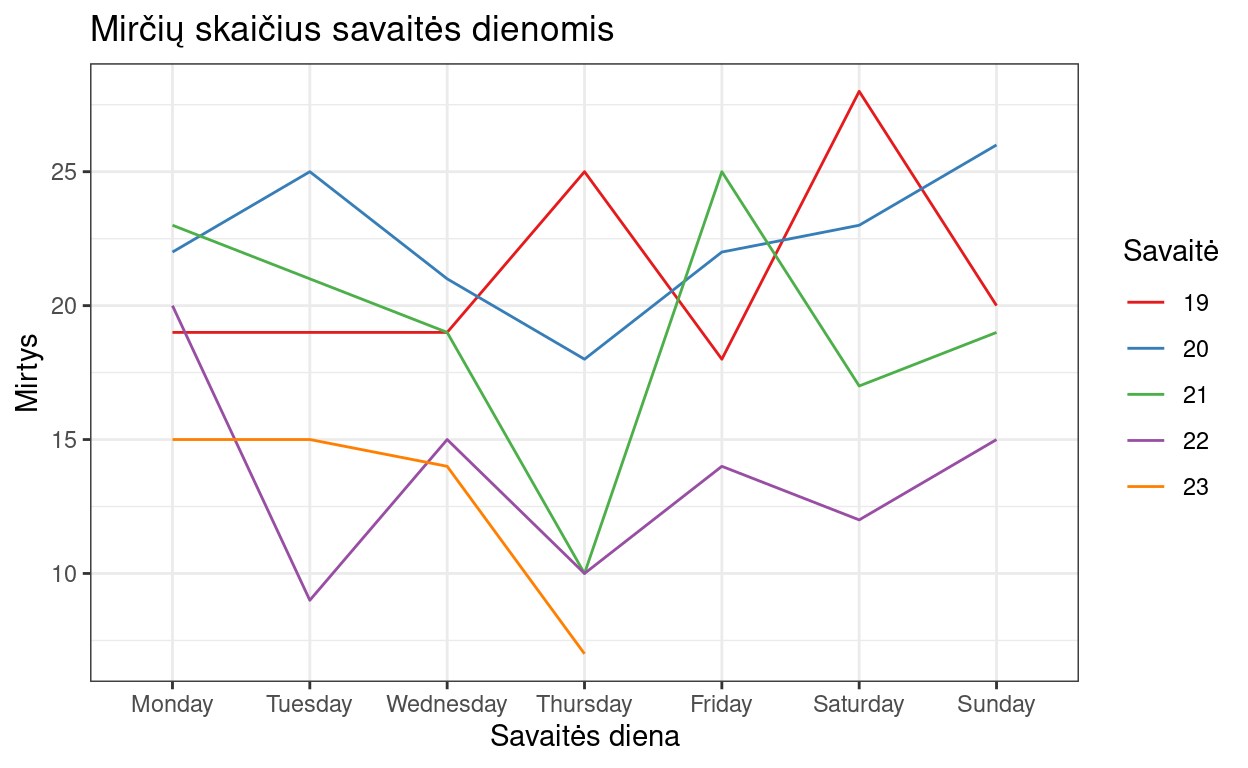 Mirčių skaičius savaitės dienomis
Mirtys
25
20
15
10
Monday Tuesday Wednesday Thursday Friday Saturday Sunday
Savaitės diena
Savaitė
19
20
21
22
23